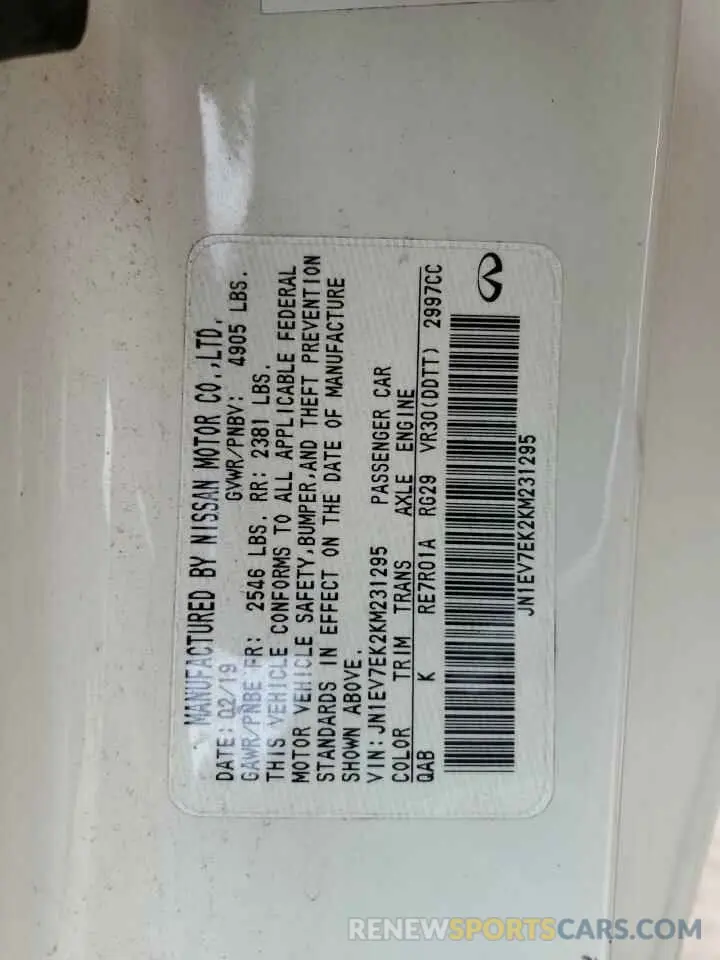 MANUFACTURED BY NISSAN MOTOR CO.,LTD.
DATE: 02/19 GVWR/PNBV: 4905 LBS.
GAWR/PNBE FR: 2546 LBS. RR: 2381 LBS.
THIS VEHICLE CONFORMS TO ALL APPLICABLE FEDERAL
MOTOR VEHICLE SAFETY,BUMPER,AND THEFT PREVENTION
STANDARDS IN EFFECT ON THE DATE OF MANUFACTURE
SHOWN ABOVE.
VIN:JN1EV7EK2KM231295 PASSENGER CAR
COLOR TRIM TRANS AXLE ENGINE
QAB K RE7R01A RG29 VR30(DDTT) 2997CC
JN1EV7EK2KM231295
RENEWSPORTSCARS.COM